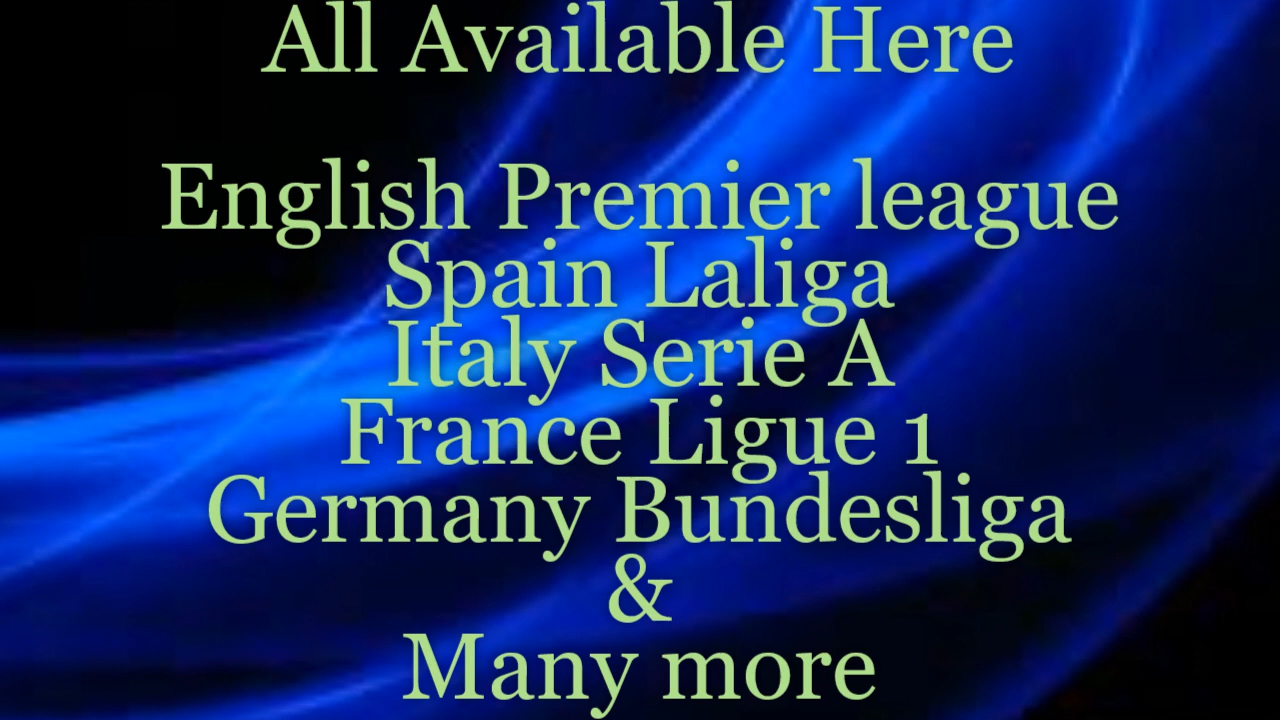 All Available Here
English Premier league
Spain Laliga
Italy Serie A
France Ligue 1
Germany Bundesliga
&
Many more